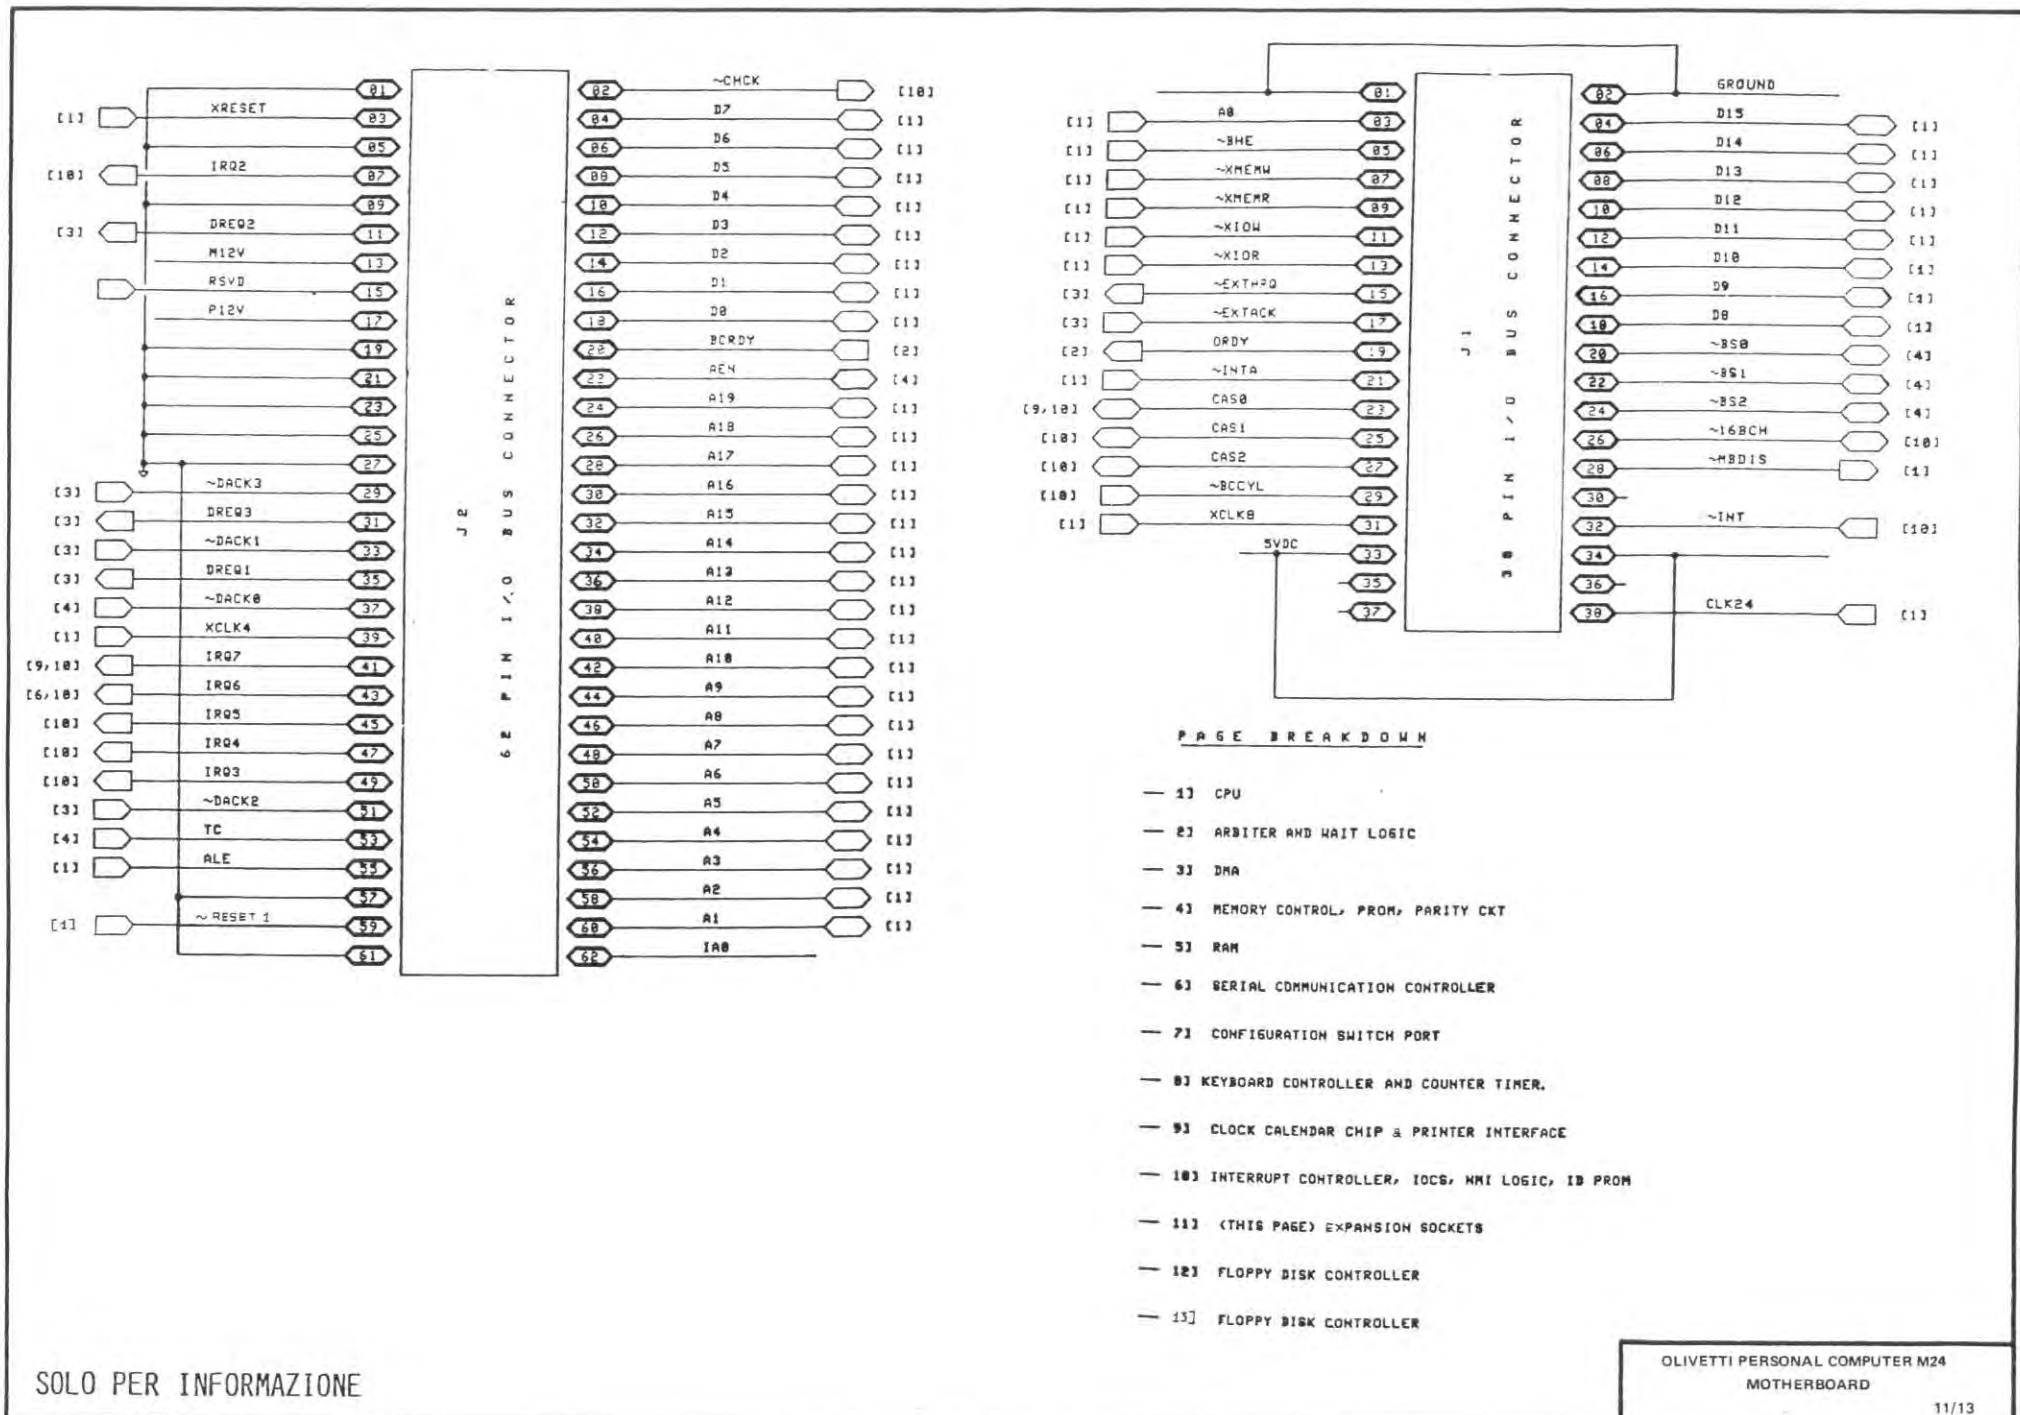 01
[1] XRESET 03
05
[10] IRQ2 07
09
[3] DREQ2 11
M12V 13
RSVD 15
P12V 17
19
21
23
25
27
[3] ~DACK3 29
[3] DREQ3 31
[3] ~DACK1 33
[3] DREQ1 35
[4] ~DACK0 37
[1] XCLK4 39
[9,10] IRQ7 41
[6,10] IRQ6 43
[10] IRQ5 45
[10] IRQ4 47
[10] IRQ3 49
[3] ~DACK2 51
[4] TC 53
[1] ALE 55
57
[1] ~RESET 1 59
61
J2
62 PIN I/O BUS CONNECTOR
02 ~CHCK [10]
04 D7 [1]
06 D6 [1]
08 D5 [1]
10 D4 [1]
12 D3 [1]
14 D2 [1]
16 D1 [1]
18 D0 [1]
20 BCRDY [2]
22 AEN [4]
24 A19 [1]
26 A18 [1]
28 A17 [1]
30 A16 [1]
32 A15 [1]
34 A14 [1]
36 A13 [1]
38 A12 [1]
40 A11 [1]
42 A10 [1]
44 A9 [1]
46 A8 [1]
48 A7 [1]
50 A6 [1]
52 A5 [1]
54 A4 [1]
56 A3 [1]
58 A2 [1]
60 A1 [1]
62 IA0
01
[1] A0 03
[1] ~BHE 05
[1] ~XMEMW 07
[1] ~XMEMR 09
[1] ~XIOW 11
[1] ~XIOR 13
[3] ~EXTHRQ 15
[3] ~EXTACK 17
[2] ORDY 19
[1] ~INTA 21
[9,10] CAS0 23
[10] CAS1 25
[10] CAS2 27
[10] ~BCCYL 29
[1] XCLK8 31
5VDC 33
35
37
J1
38 PIN I/O BUS CONNECTOR
02 GROUND
04 D15 [1]
06 D14 [1]
08 D13 [1]
10 D12 [1]
12 D11 [1]
14 D10 [1]
16 D9 [1]
18 D8 [1]
20 ~BS0 [4]
22 ~BS1 [4]
24 ~BS2 [4]
26 ~16BCH [10]
28 ~MBDIS [1]
30
32 ~INT [10]
34
36
38 CLK24 [1]
PAGE BREAKDOWN
— 1] CPU
— 2] ARBITER AND WAIT LOGIC
— 3] DMA
— 4] MEMORY CONTROL, PROM, PARITY CKT
— 5] RAM
— 6] SERIAL COMMUNICATION CONTROLLER
— 7] CONFIGURATION SWITCH PORT
— 8] KEYBOARD CONTROLLER AND COUNTER TIMER.
— 9] CLOCK CALENDAR CHIP & PRINTER INTERFACE
— 10] INTERRUPT CONTROLLER, IOCS, NMI LOGIC, IB PROM
— 11] (THIS PAGE) EXPANSION SOCKETS
— 12] FLOPPY DISK CONTROLLER
— 13] FLOPPY DISK CONTROLLER
SOLO PER INFORMAZIONE
OLIVETTI PERSONAL COMPUTER M24
MOTHERBOARD
11/13